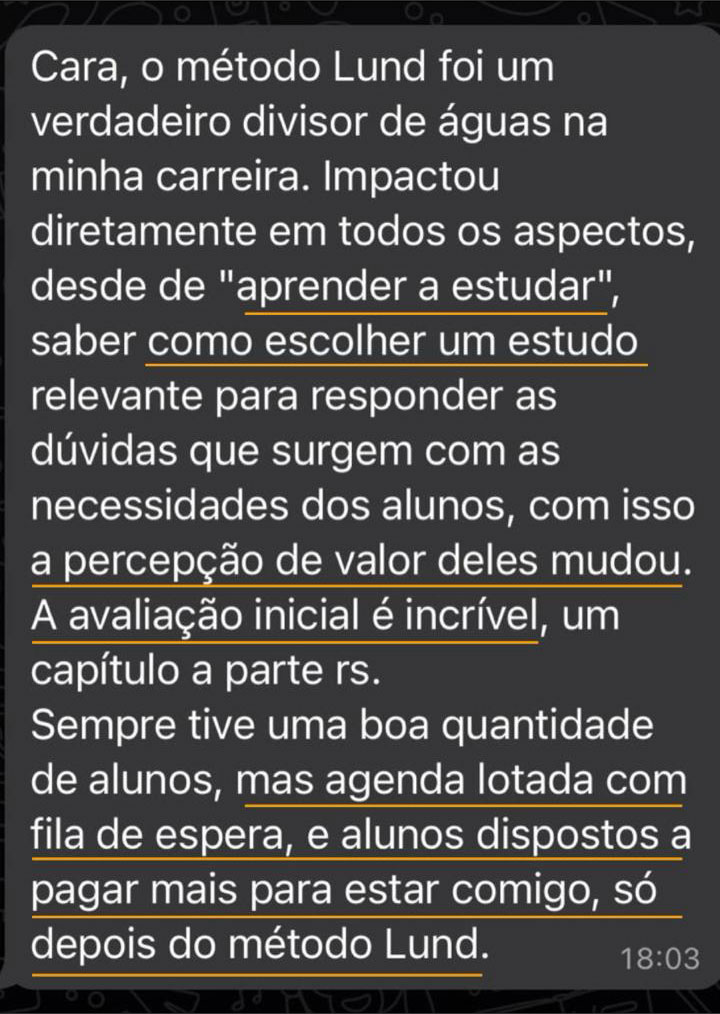 Cara, o método Lund foi um
verdadeiro divisor de águas na
minha carreira. Impactou
diretamente em todos os aspectos,
desde de "aprender a estudar",
saber como escolher um estudo
relevante para responder as
dúvidas que surgem com as
necessidades dos alunos, com isso
a percepção de valor deles mudou.
A avaliação inicial é incrível, um
capítulo a parte rs.
Sempre tive uma boa quantidade
de alunos, mas agenda lotada com
fila de espera, e alunos dispostos a
pagar mais para estar comigo, só
depois do método Lund.
18:03